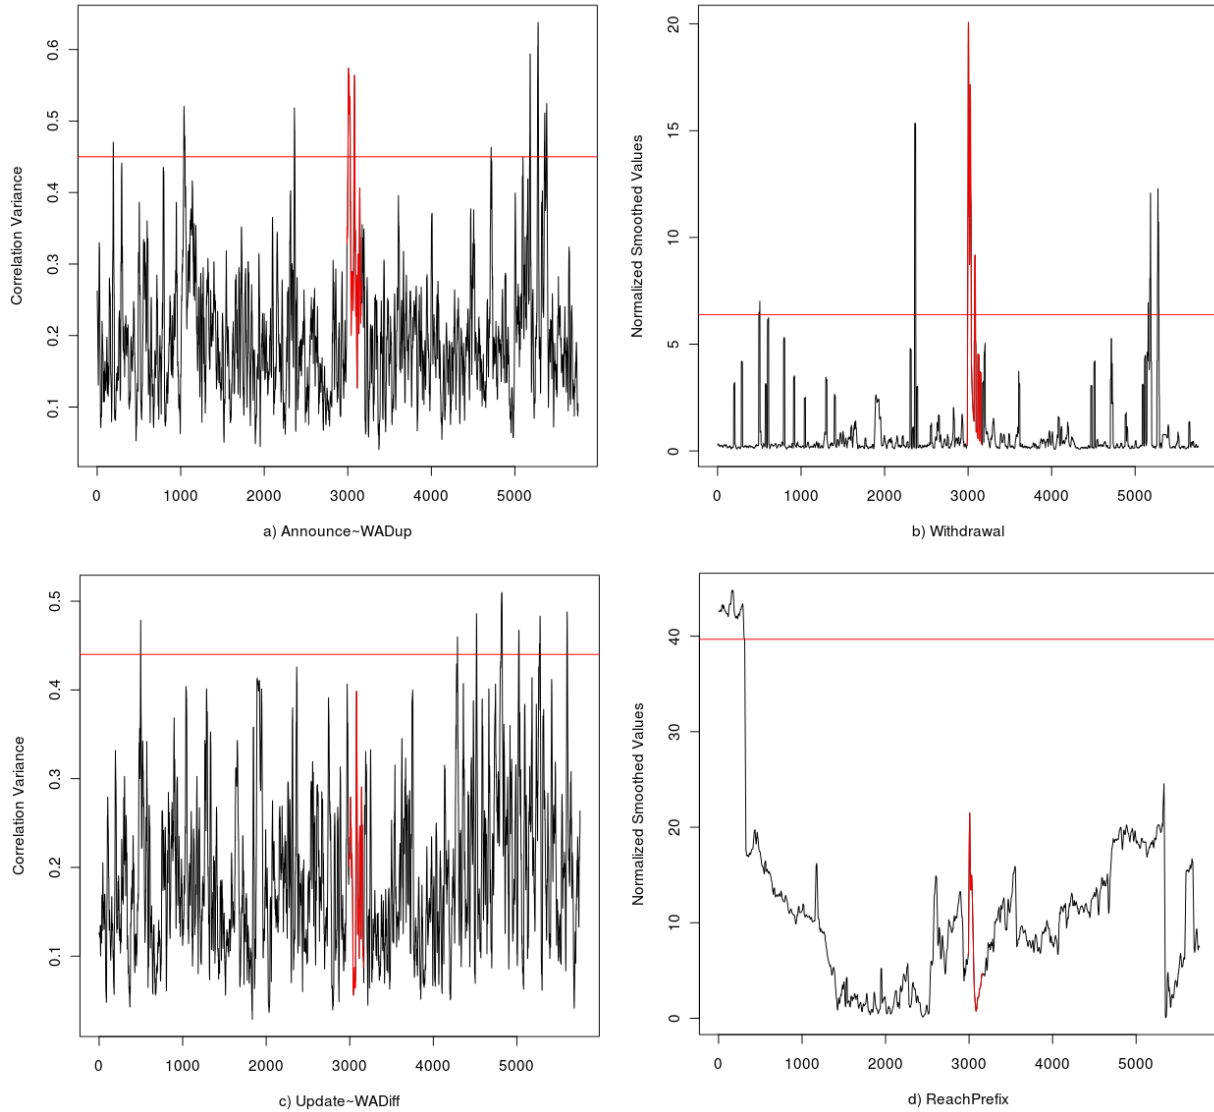 Correlation Variance
0.6
0.5
0.4
0.3
0.2
0.1
0 1000 2000 3000 4000 5000
a) Announce~WADup
Normalized Smoothed Values
20
15
10
5
0
0 1000 2000 3000 4000 5000
b) Withdrawal
Correlation Variance
0.5
0.4
0.3
0.2
0.1
0 1000 2000 3000 4000 5000
c) Update~WADiff
Normalized Smoothed Values
40
30
20
10
0
0 1000 2000 3000 4000 5000
d) ReachPrefix